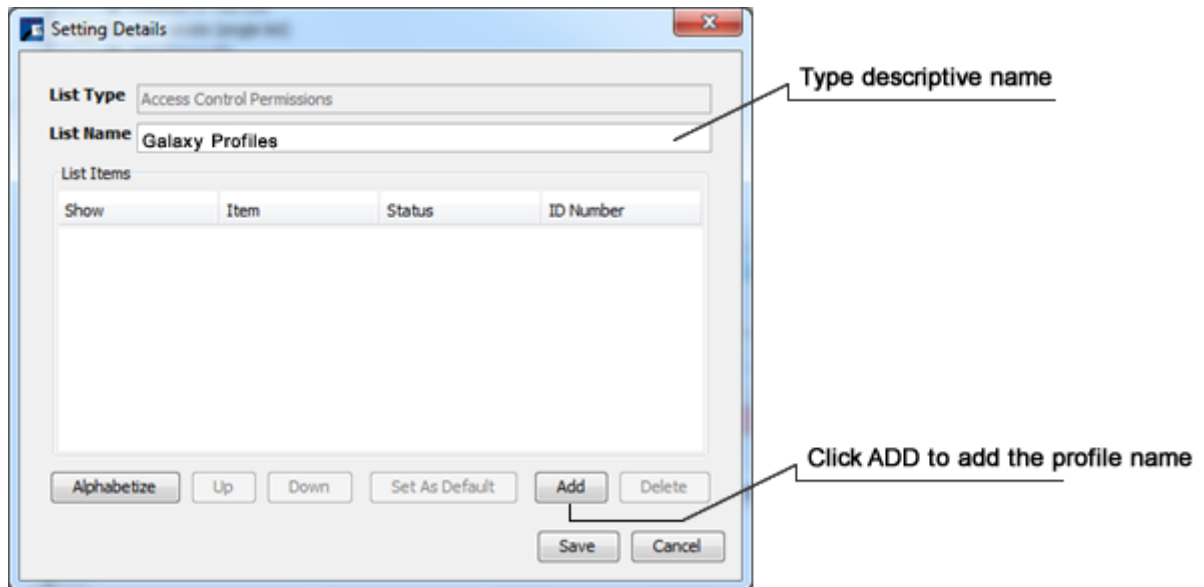 Setting Details
Type descriptive name
List Type Access Control Permissions
List Name Galaxy Profiles
List Items
Show Item Status ID Number
Click ADD to add the profile name
Alphabetize Up Down Set As Default Add Delete
Save Cancel